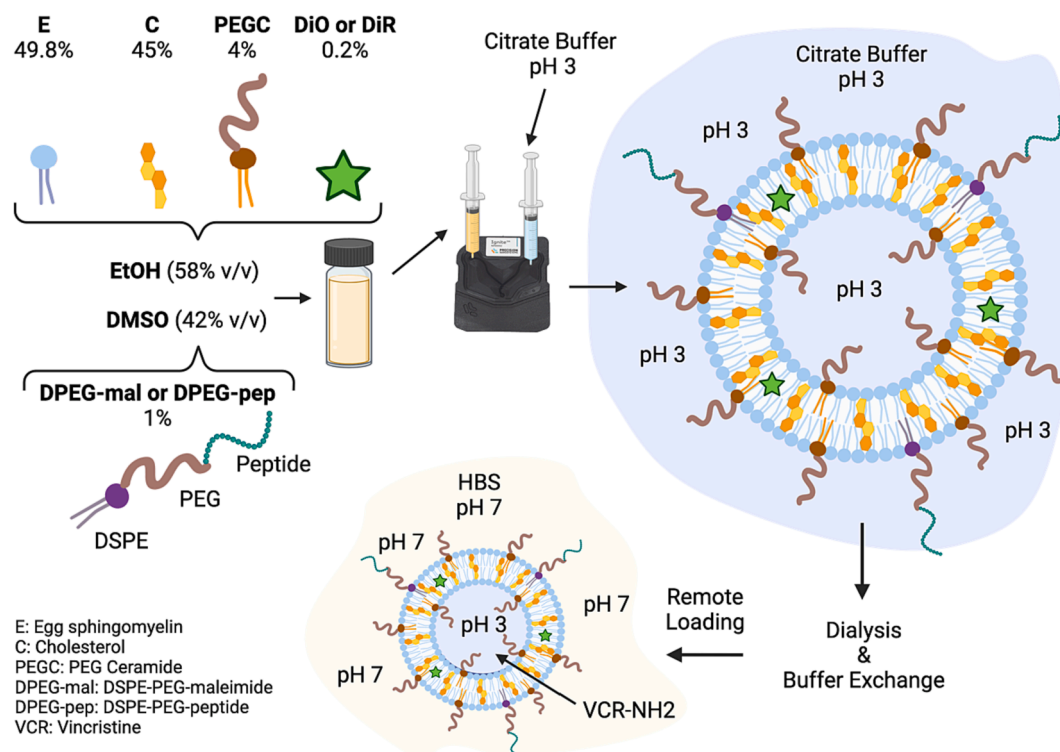 E
49.8%
C
45%
PEGC
4%
DiO or DiR
0.2%
EtOH (58% v/v)
DMSO (42% v/v)
DPEG-mal or DPEG-pep
1%
Peptide
PEG
DSPE
Citrate Buffer
pH 3
Citrate Buffer
pH 3
pH 3
pH 3
pH 3
pH 3
Dialysis
&
Buffer Exchange
Remote
Loading
HBS
pH 7
pH 7
pH 7
pH 7
pH 3
VCR-NH2
E: Egg sphingomyelin
C: Cholesterol
PEGC: PEG Ceramide
DPEG-mal: DSPE-PEG-maleimide
DPEG-pep: DSPE-PEG-peptide
VCR: Vincristine